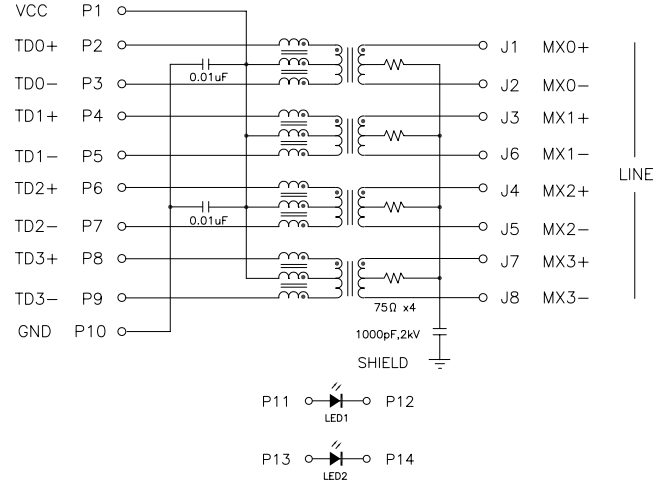 VCC P1
TD0+ P2 J1 MX0+
0.01uF
TD0- P3 J2 MX0-
TD1+ P4 J3 MX1+
TD1- P5 J6 MX1-
LINE
TD2+ P6 J4 MX2+
0.01uF
TD2- P7 J5 MX2-
TD3+ P8 J7 MX3+
TD3- P9 J8 MX3-
75Ω x4
GND P10
1000pF,2kV
SHIELD
P11 P12
LED1
P13 P14
LED2